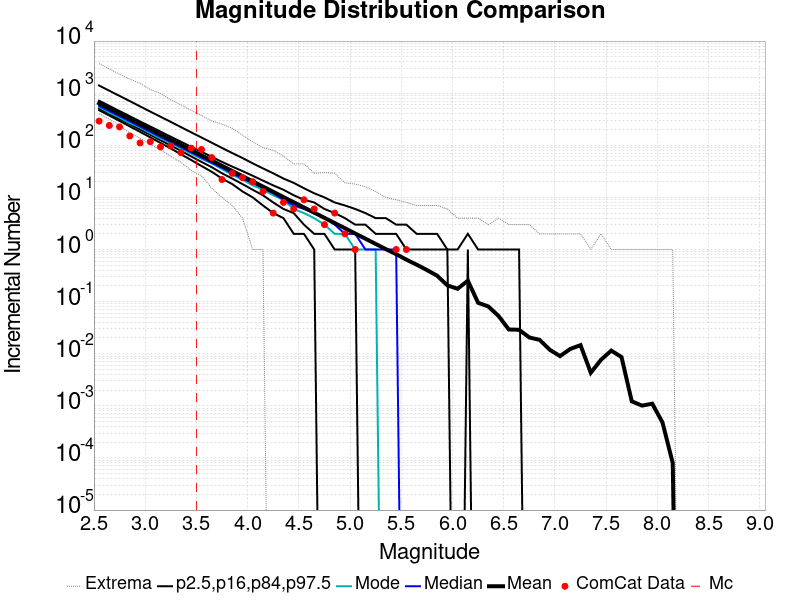 Magnitude Distribution Comparison
10^4
10^3
10^2
10^1
10^0
10^-1
10^-2
10^-3
10^-4
10^-5
Incremental Number
2.5 3.0 3.5 4.0 4.5 5.0 5.5 6.0 6.5 7.0 7.5 8.0 8.5 9.0
Magnitude
Extrema p2.5,p16,p84,p97.5 Mode Median Mean ComCat Data Mc